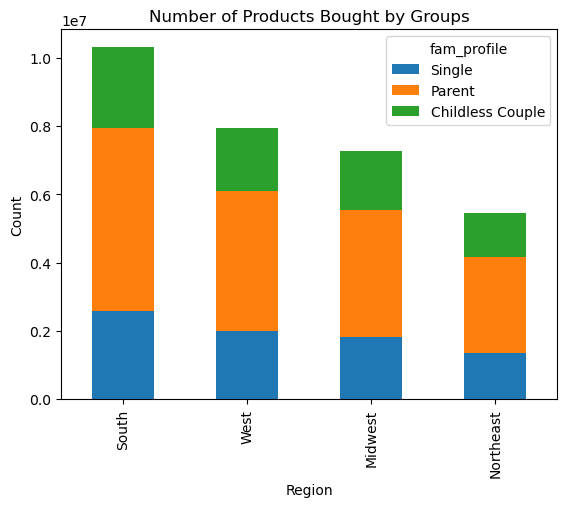 Number of Products Bought by Groups
1e7
1.0
0.8
0.6
0.4
0.2
0.0
Count
fam_profile
Single
Parent
Childless Couple
South
West
Midwest
Northeast
Region